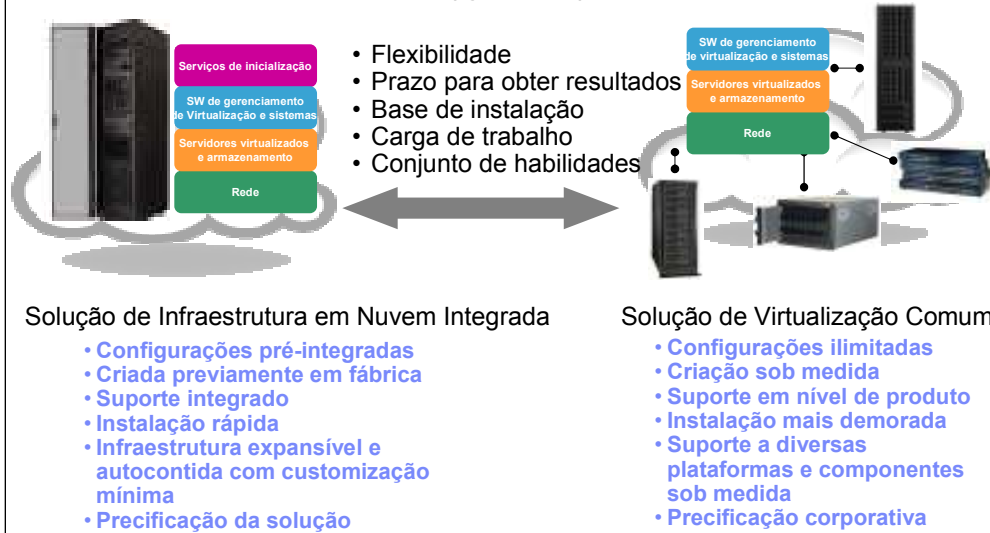 Serviços de inicialização
SW de gerenciamento
de Virtualização e sistemas
Servidores virtualizados
e armazenamento
Rede
• Flexibilidade
• Prazo para obter resultados
• Base de instalação
• Carga de trabalho
• Conjunto de habilidades
SW de gerenciamento
de virtualização e sistemas
Servidores virtualizados
e armazenamento
Rede
Solução de Infraestrutura em Nuvem Integrada
• Configurações pré-integradas
• Criada previamente em fábrica
• Suporte integrado
• Instalação rápida
• Infraestrutura expansível e
autocontida com customização
mínima
• Precificação da solução
Solução de Virtualização Comum
• Configurações ilimitadas
• Criação sob medida
• Suporte em nível de produto
• Instalação mais demorada
• Suporte a diversas
plataformas e componentes
sob medida
• Precificação corporativa